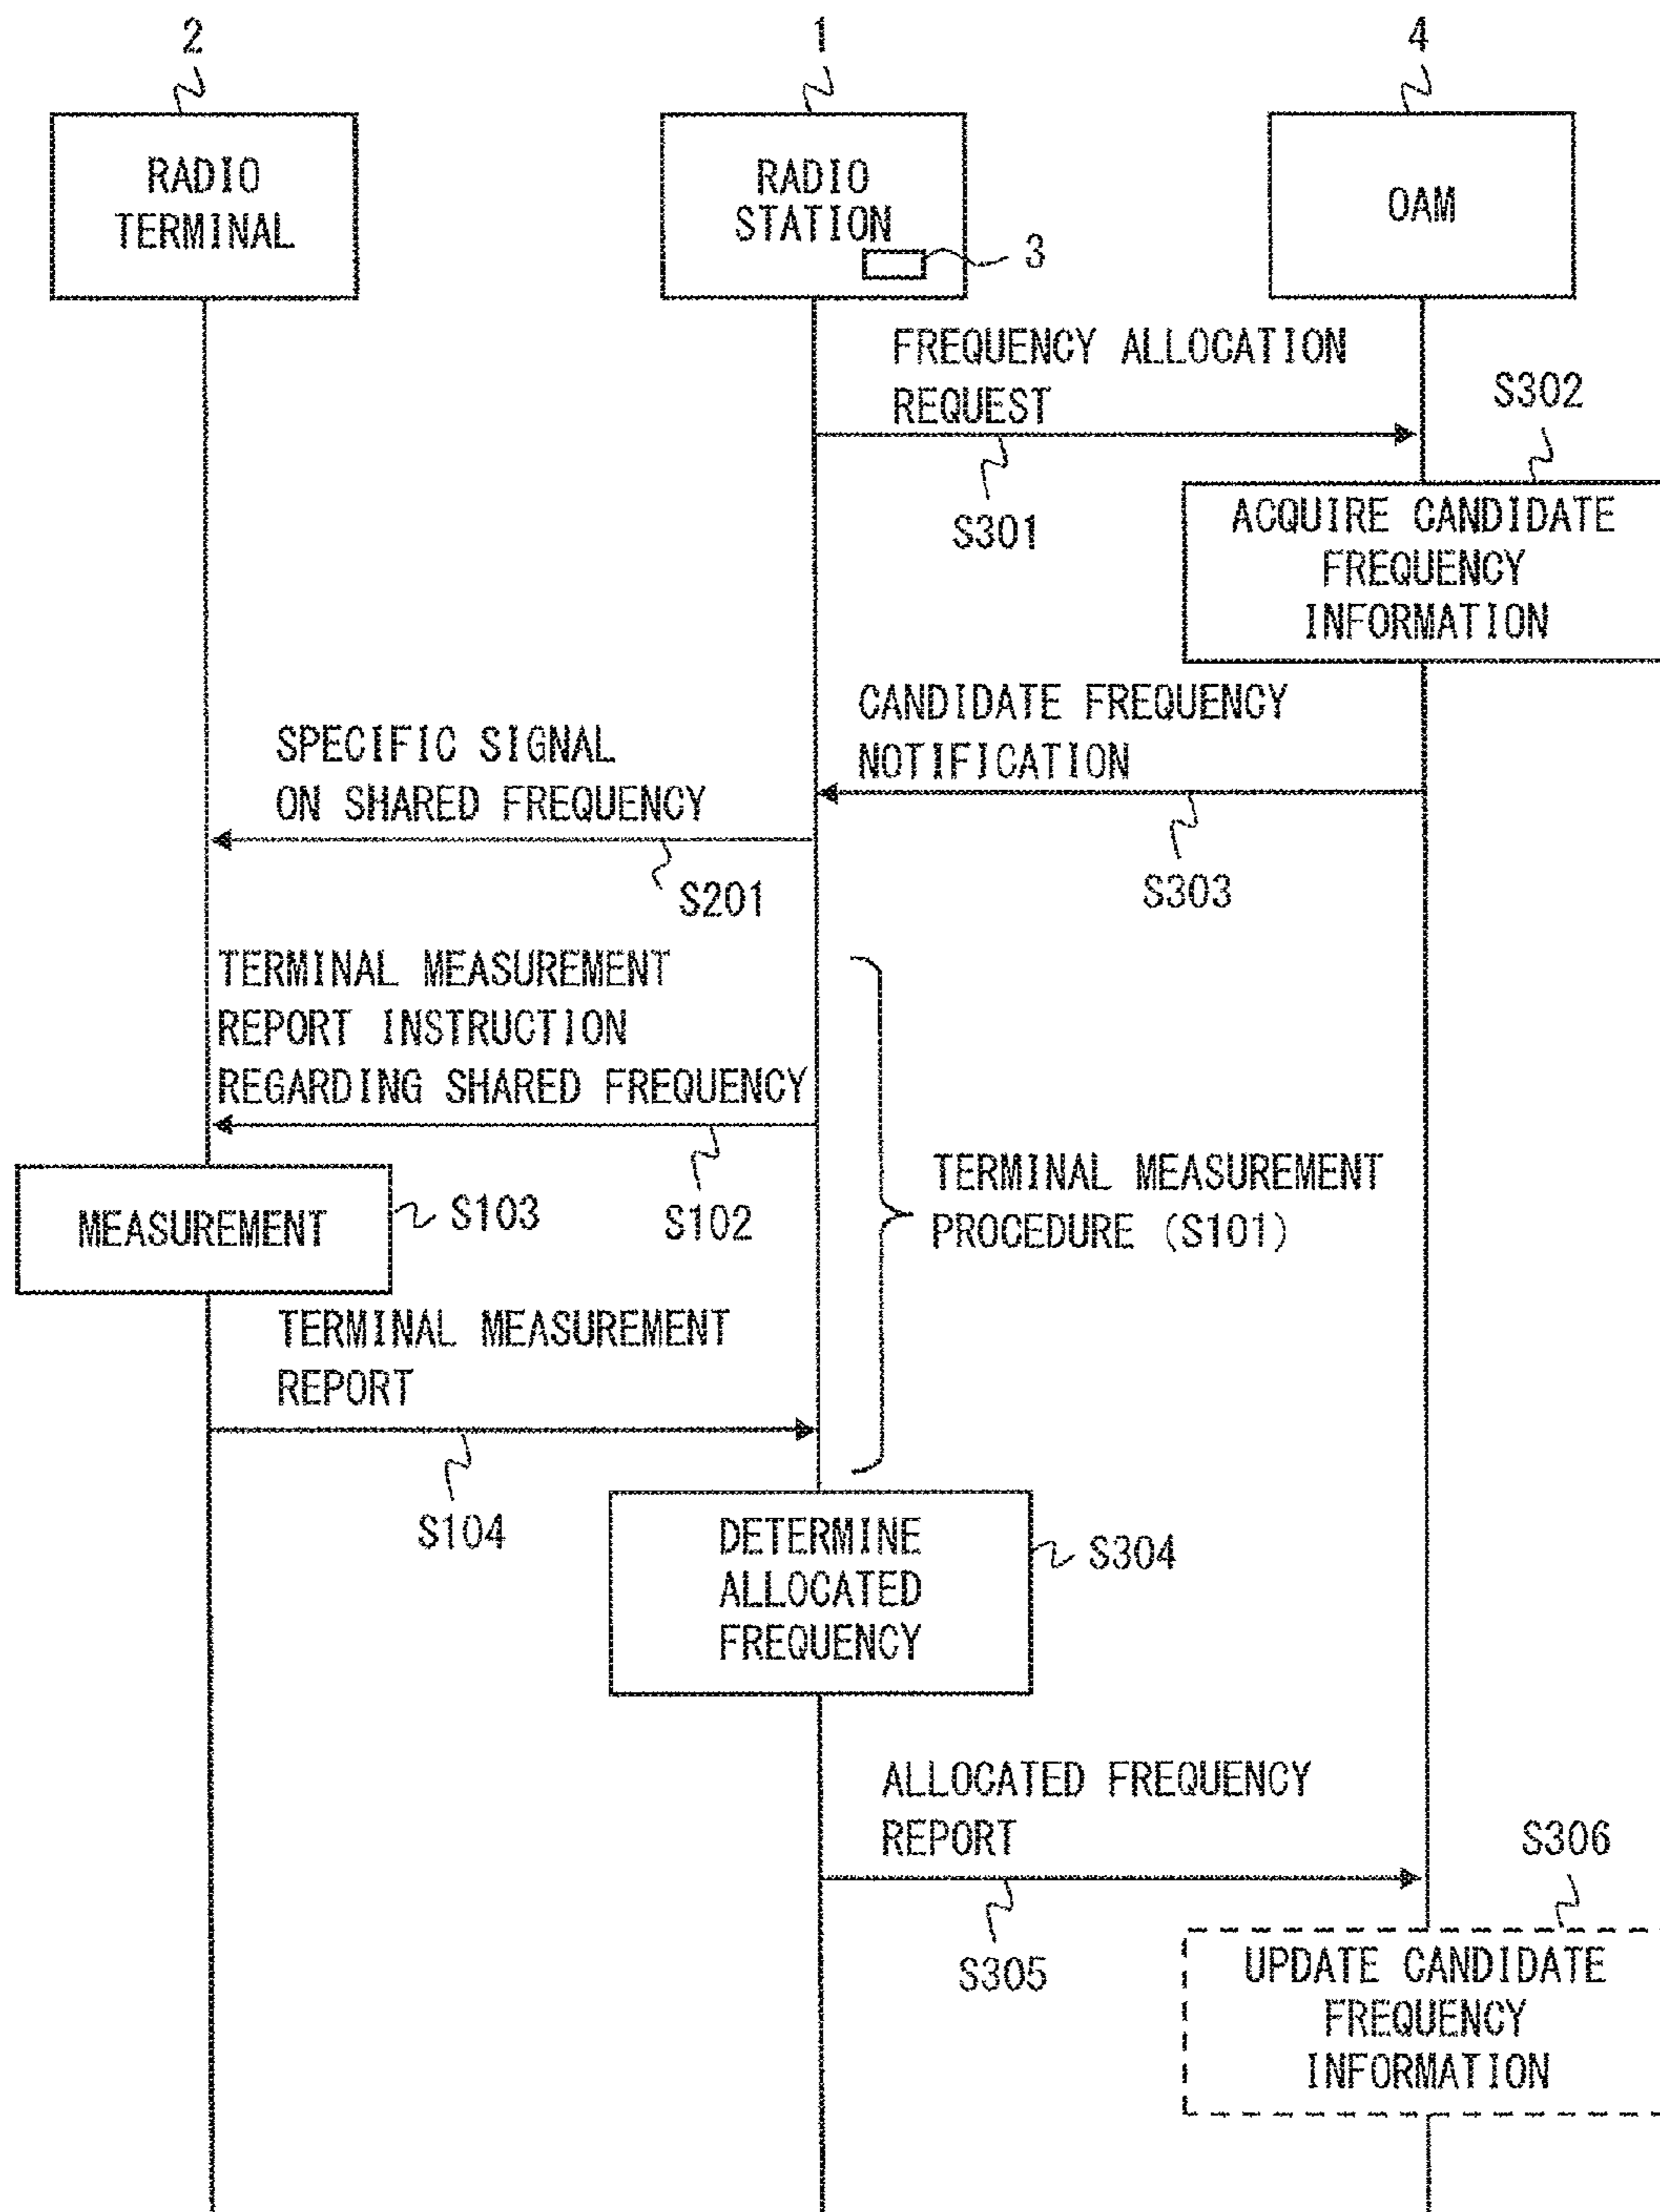 2
1
4
RADIO
TERMINAL
RADIO
STATION
3
OAM
FREQUENCY ALLOCATION
REQUEST
S301
S302
ACQUIRE CANDIDATE
FREQUENCY
INFORMATION
CANDIDATE FREQUENCY
NOTIFICATION
S303
SPECIFIC SIGNAL
ON SHARED FREQUENCY
S201
TERMINAL MEASUREMENT
REPORT INSTRUCTION
REGARDING SHARED FREQUENCY
S102
TERMINAL MEASUREMENT
PROCEDURE (S101)
MEASUREMENT
S103
TERMINAL MEASUREMENT
REPORT
S104
DETERMINE
ALLOCATED
FREQUENCY
S304
ALLOCATED FREQUENCY
REPORT
S305
S306
UPDATE CANDIDATE
FREQUENCY
INFORMATION